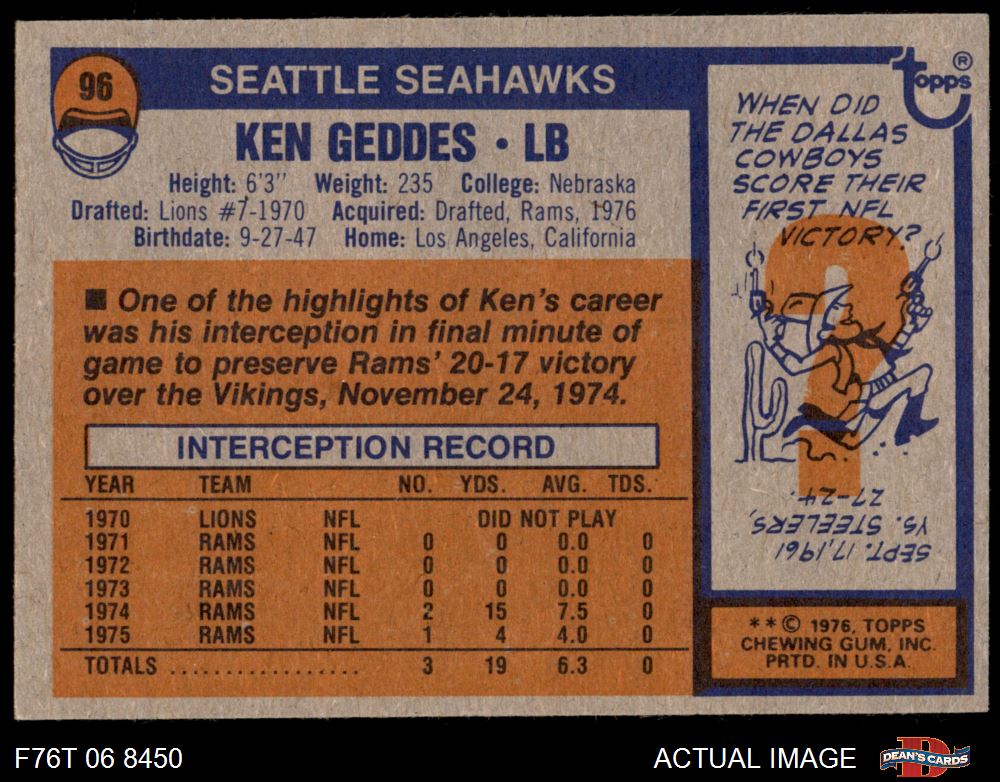 96
SEATTLE SEAHAWKS
KEN GEDDES • LB
Height: 6'3" Weight: 235 College: Nebraska
Drafted: Lions #7-1970 Acquired: Drafted, Rams, 1976
Birthdate: 9-27-47 Home: Los Angeles, California
■ One of the highlights of Ken's career
was his interception in final minute of
game to preserve Rams' 20-17 victory
over the Vikings, November 24, 1974.
INTERCEPTION RECORD
YEAR TEAM NO. YDS. AVG. TDS.
1970 LIONS NFL DID NOT PLAY
1971 RAMS NFL 0 0 0.0 0
1972 RAMS NFL 0 0 0.0 0
1973 RAMS NFL 0 0 0.0 0
1974 RAMS NFL 2 15 7.5 0
1975 RAMS NFL 1 4 4.0 0
TOTALS ................. 3 19 6.3 0
topps®
WHEN DID
THE DALLAS
COWBOYS
SCORE THEIR
FIRST NFL
VICTORY?
?
SEPT. 17, 1961
VS. STEELERS,
27-24.
**© 1976, TOPPS
CHEWING GUM, INC.
PRTD. IN U.S.A.
F76T 06 8450
ACTUAL IMAGE
DEAN'S CARDS